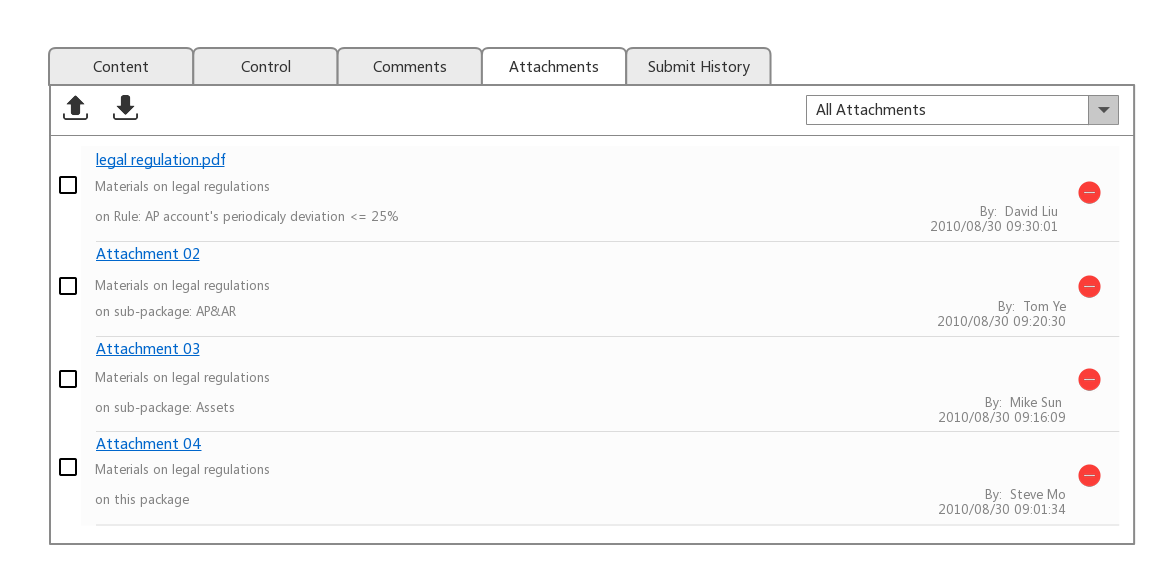 Content Control Comments Attachments Submit History
All Attachments
legal regulation.pdf
Materials on legal regulations
on Rule: AP account's periodicaly deviation <= 25%
By: David Liu
2010/08/30 09:30:01
Attachment 02
Materials on legal regulations
on sub-package: AP&AR
By: Tom Ye
2010/08/30 09:20:30
Attachment 03
Materials on legal regulations
on sub-package: Assets
By: Mike Sun
2010/08/30 09:16:09
Attachment 04
Materials on legal regulations
on this package
By: Steve Mo
2010/08/30 09:01:34